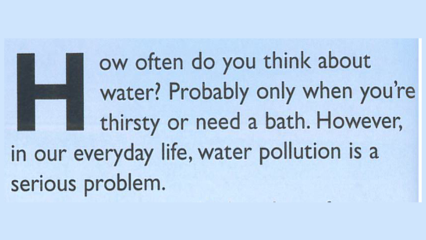 How often do you think about
water? Probably only when you're
thirsty or need a bath. However,
in our everyday life, water pollution is a
serious problem.